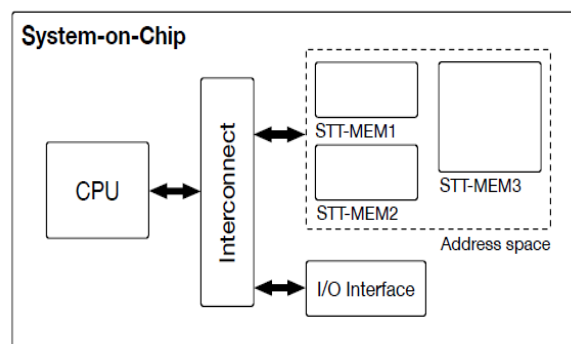 System-on-Chip
CPU
Interconnect
STT-MEM1
STT-MEM2
STT-MEM3
Address space
I/O Interface